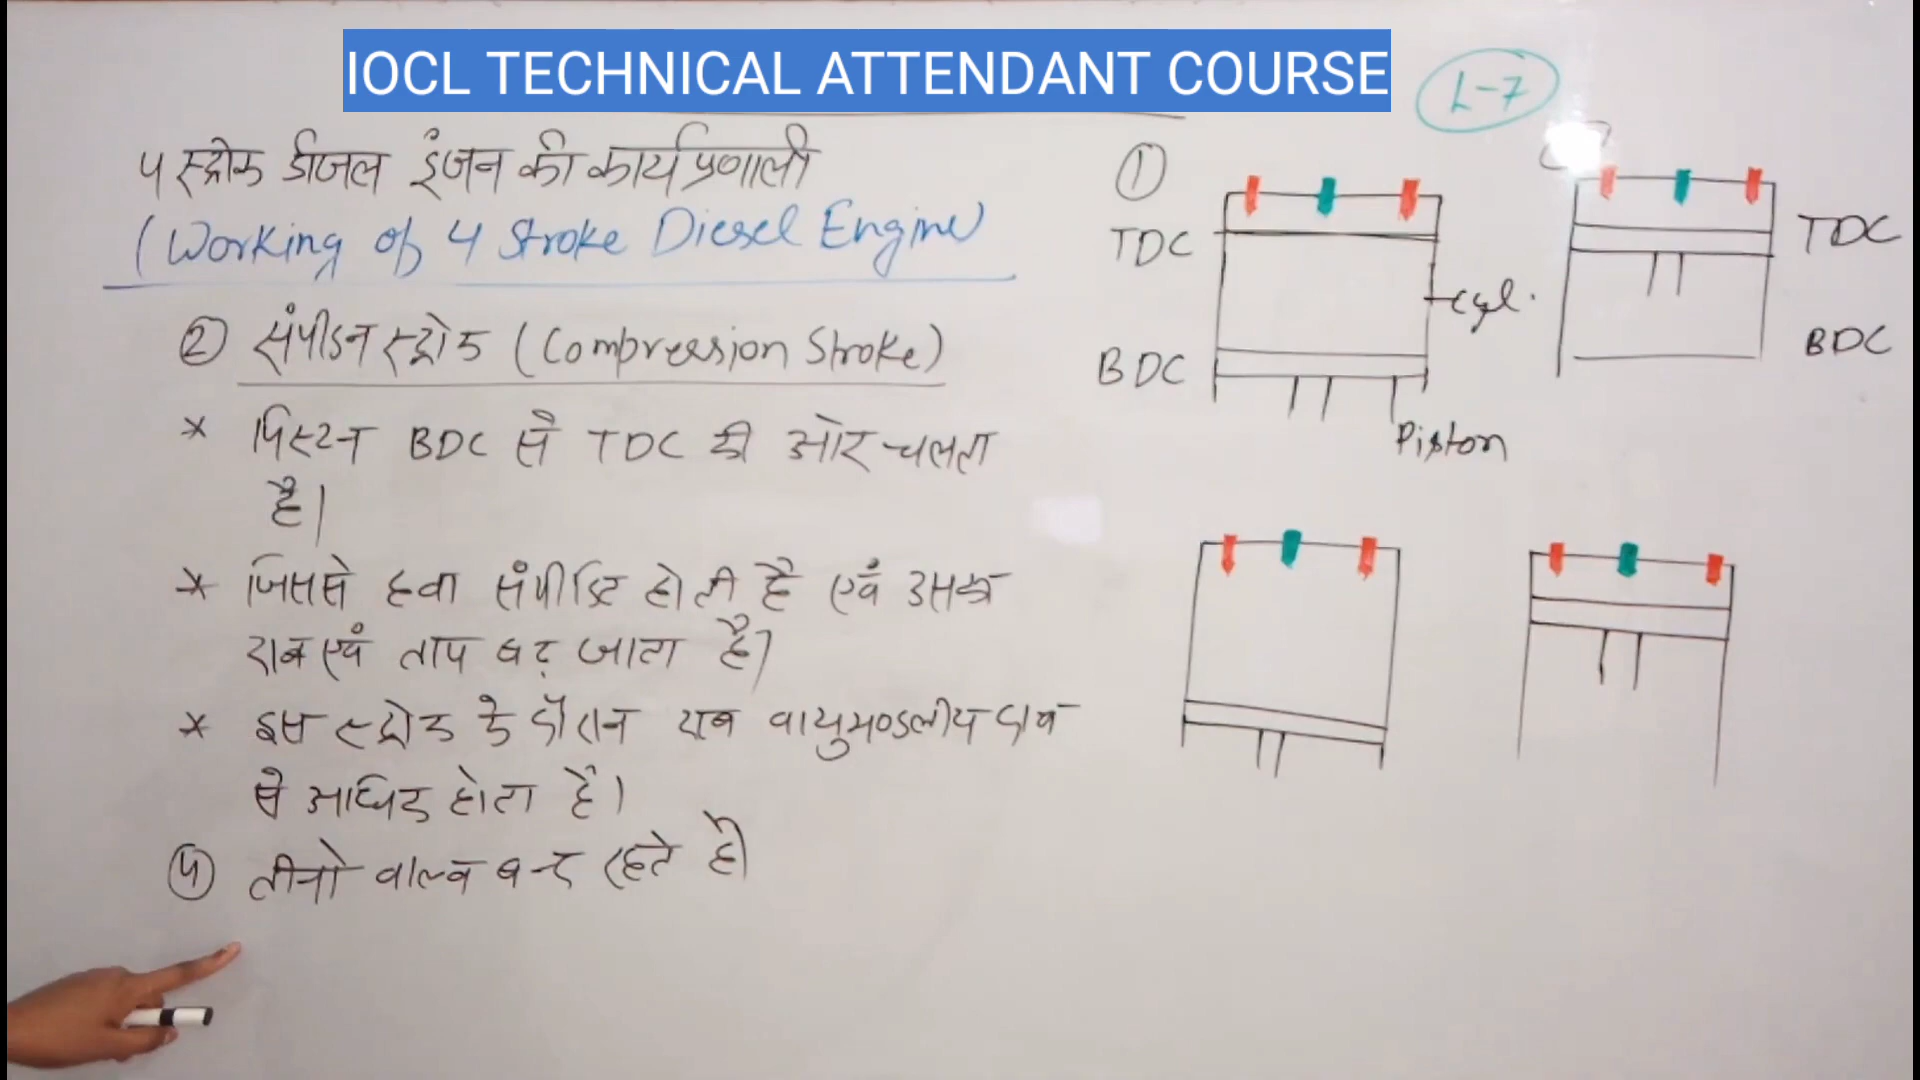 IOCL TECHNICAL ATTENDANT COURSE
L-7
4 स्ट्रोक डीजल इंजन की कार्यप्रणाली
(Working of 4 Stroke Diesel Engine
② संपीडन स्ट्रोक (Compression Stroke)
* पिस्टन BDC से TDC की ओर चलता
है।
* जिससे हवा संपीडित होती है एवं उसका
दाब एवं ताप बढ़ जाता है।
* इस स्ट्रोक के दौरान दाब वायुमण्डलीय दाब
से अधिक होता है।
④ तीनो वाल्व बन्द रहते है।
①
TDC
Cyl.
BDC
Piston
TDC
BDC